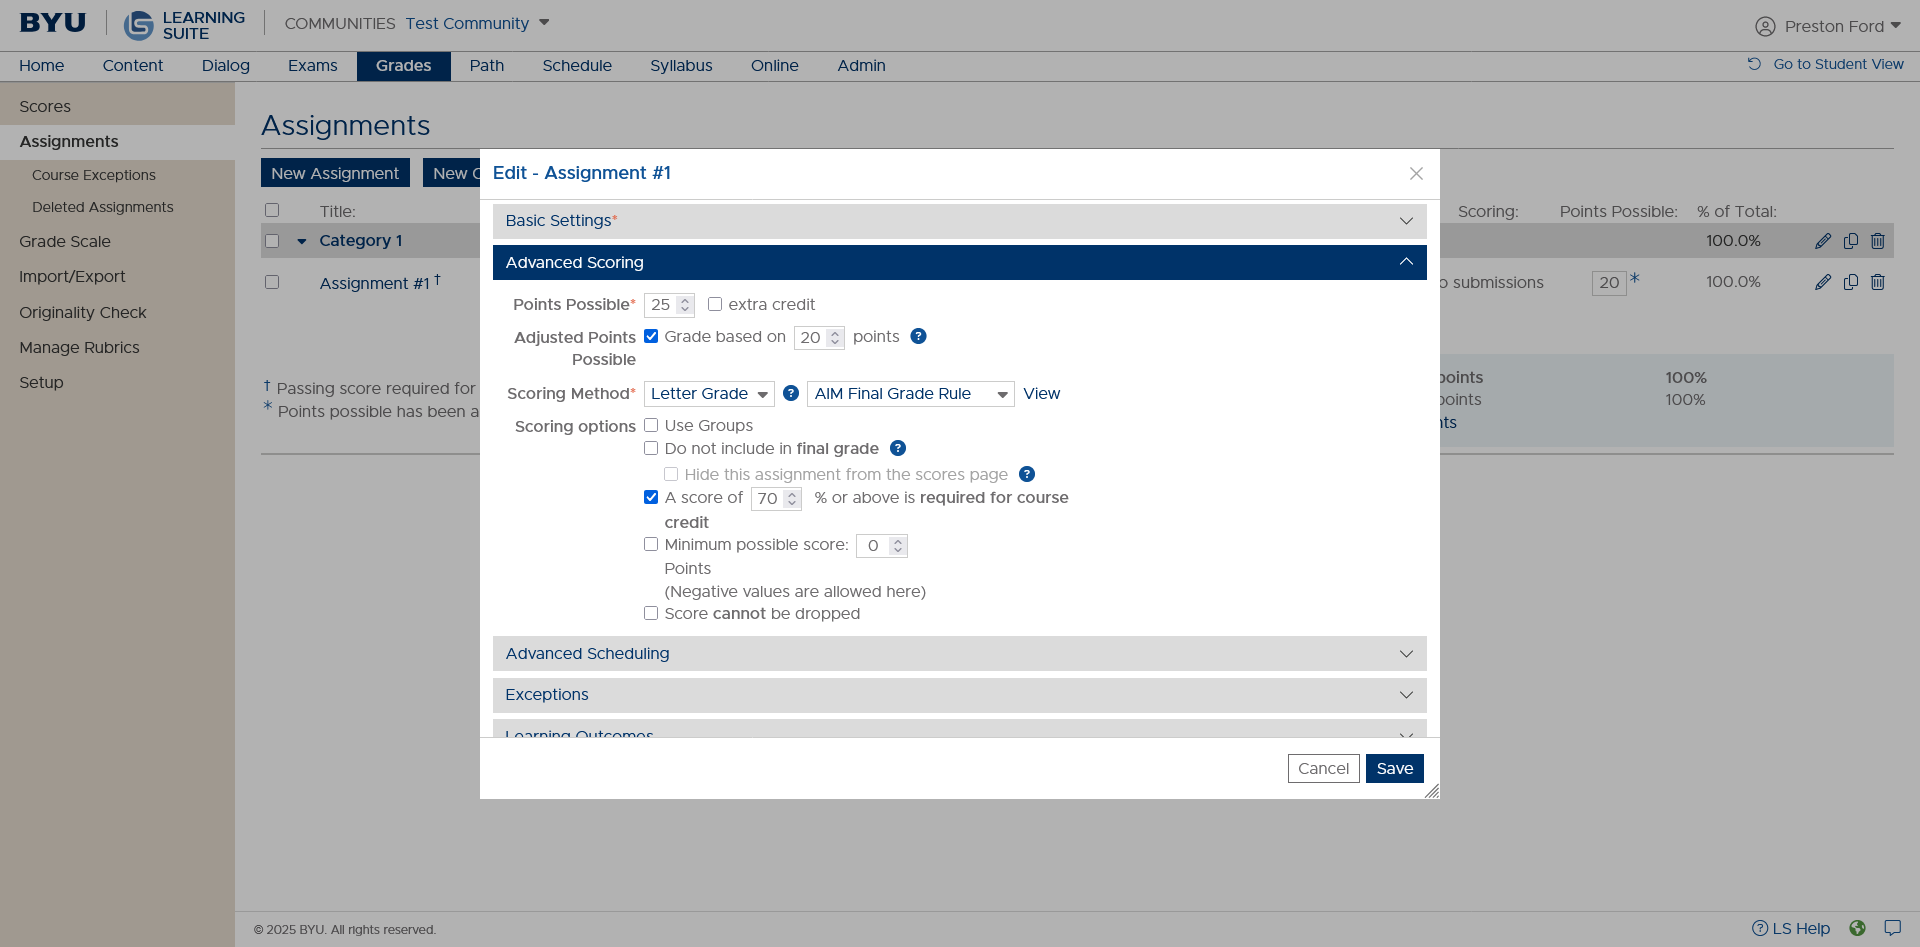 BYU
LEARNING SUITE
COMMUNITIES Test Community
Preston Ford
Home Content Dialog Exams Grades Path Schedule Syllabus Online Admin
Go to Student View
Scores
Assignments
Course Exceptions
Deleted Assignments
Grade Scale
Import/Export
Originality Check
Manage Rubrics
Setup
Assignments
New Assignment New C
Title: Scoring: Points Possible: % of Total:
Category 1 100.0%
Assignment #1 † o submissions 20 * 100.0%
points 100%
points 100%
nts
† Passing score required for
* Points possible has been a
Edit - Assignment #1
Basic Settings*
Advanced Scoring
Points Possible* 25 extra credit
Adjusted Points Possible Grade based on 20 points ?
Scoring Method* Letter Grade ? AIM Final Grade Rule View
Scoring options Use Groups
Do not include in final grade ?
Hide this assignment from the scores page ?
A score of 70 % or above is required for course
credit
Minimum possible score: 0
Points
(Negative values are allowed here)
Score cannot be dropped
Advanced Scheduling
Exceptions
Learning Outcomes
Cancel Save
© 2025 BYU. All rights reserved.
? LS Help